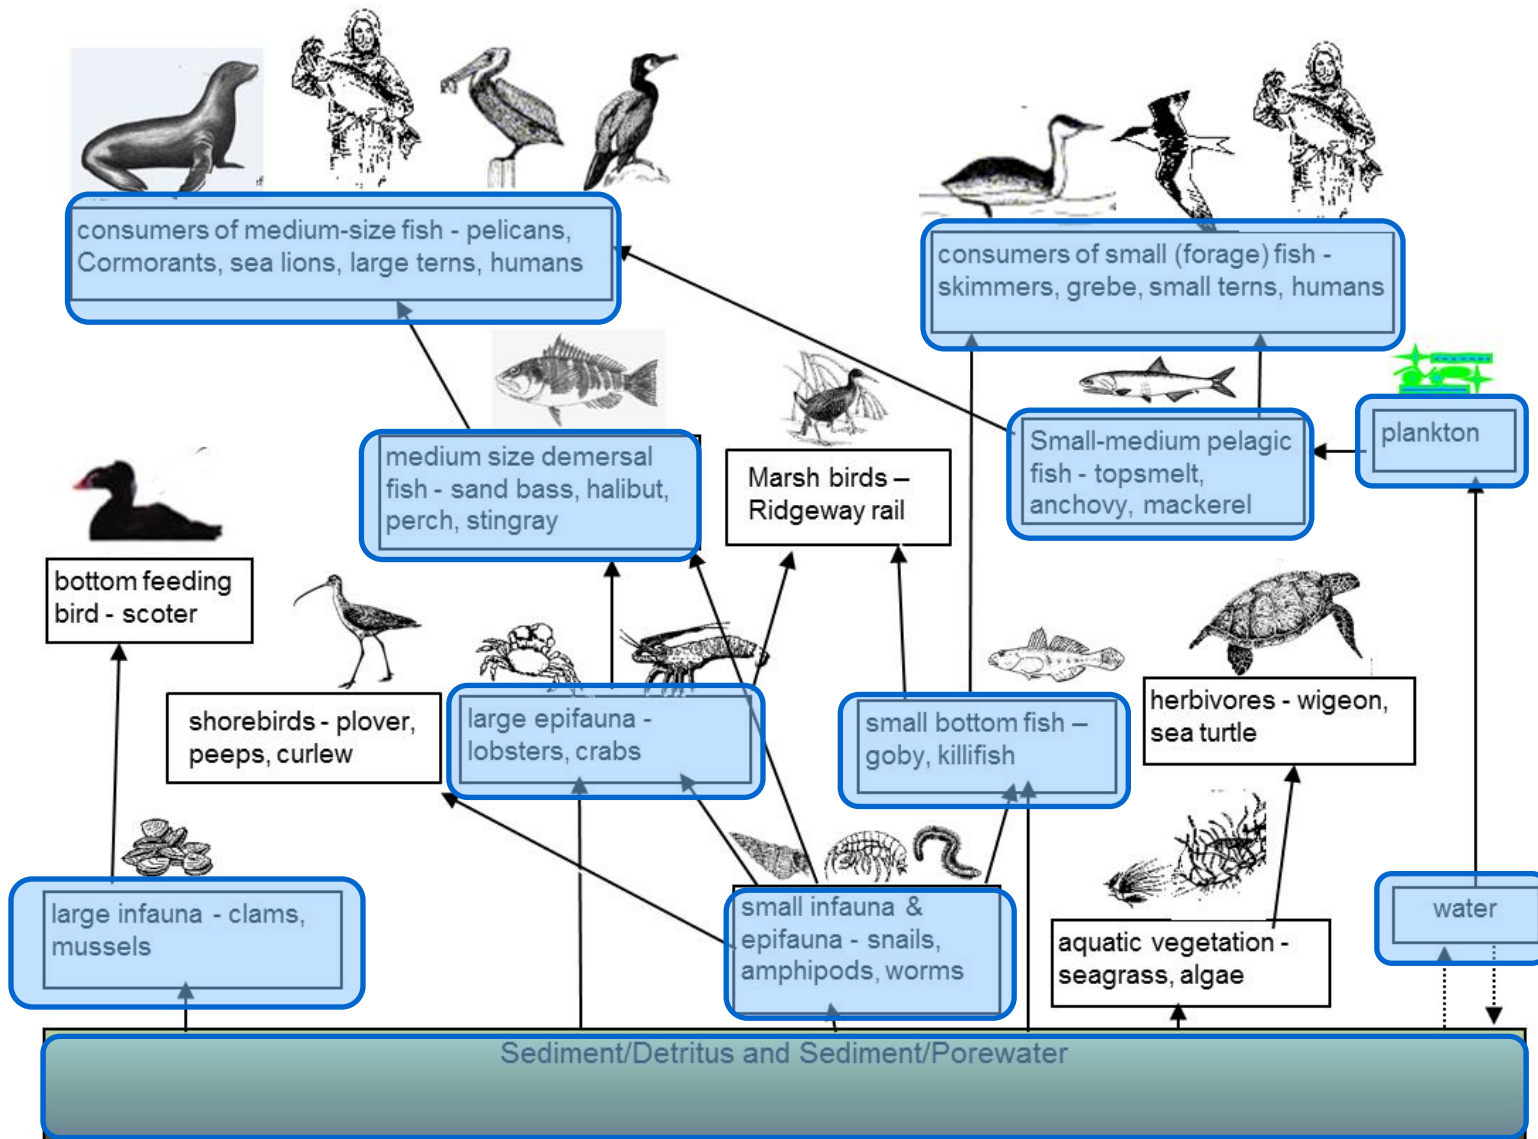 consumers of medium-size fish - pelicans,
Cormorants, sea lions, large terns, humans
consumers of small (forage) fish -
skimmers, grebe, small terns, humans
medium size demersal
fish - sand bass, halibut,
perch, stingray
Marsh birds –
Ridgeway rail
Small-medium pelagic
fish - topsmelt,
anchovy, mackerel
plankton
bottom feeding
bird - scoter
shorebirds - plover,
peeps, curlew
large epifauna -
lobsters, crabs
small bottom fish –
goby, killifish
herbivores - wigeon,
sea turtle
large infauna - clams,
mussels
small infauna &
epifauna - snails,
amphipods, worms
aquatic vegetation -
seagrass, algae
water
Sediment/Detritus and Sediment/Porewater